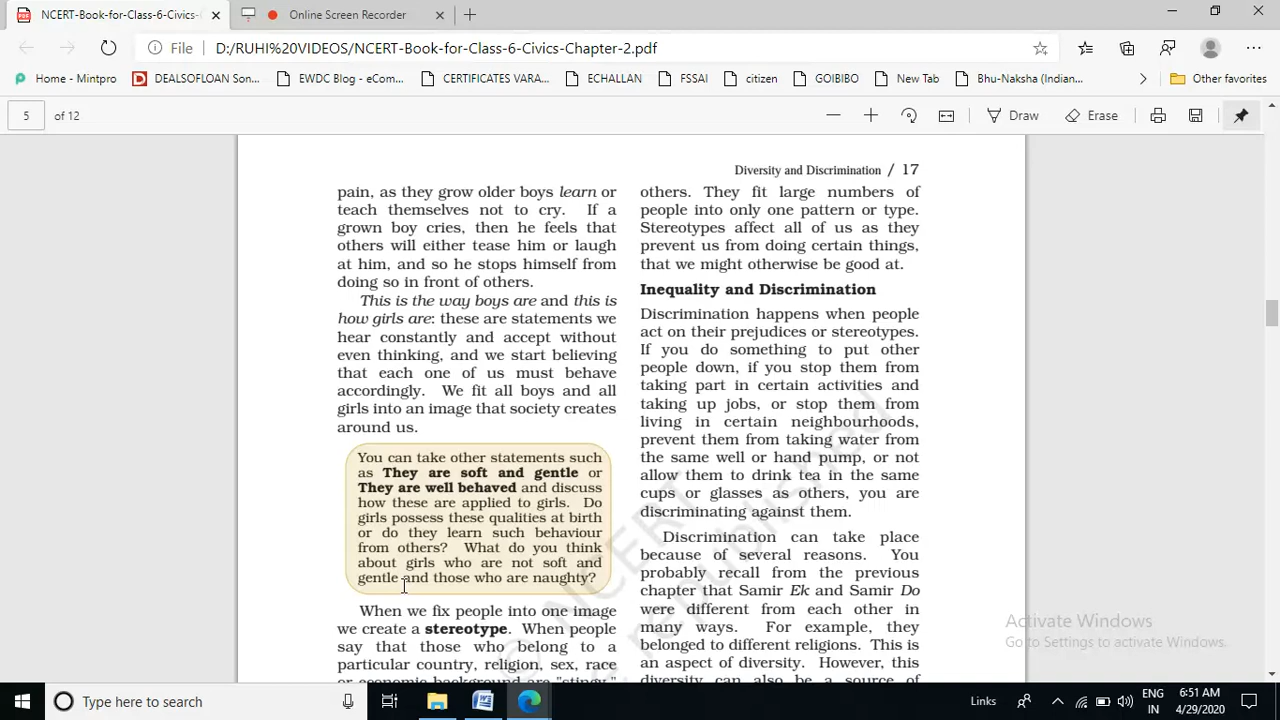 NCERT-Book-for-Class-6-Civics-
Online Screen Recorder
File
D:/RUHI%20VIDEOS/NCERT-Book-for-Class-6-Civics-Chapter-2.pdf
Home - Mintpro
DEALSOFLOAN Son...
EWDC Blog - eCom...
CERTIFICATES VARA...
ECHALLAN
FSSAI
citizen
GOIBIBO
New Tab
Bhu-Naksha (Indian...
Other favorites
5 of 12
Draw
Erase
Diversity and Discrimination / 17
pain, as they grow older boys learn or
teach themselves not to cry. If a
grown boy cries, then he feels that
others will either tease him or laugh
at him, and so he stops himself from
doing so in front of others.
This is the way boys are and this is
how girls are: these are statements we
hear constantly and accept without
even thinking, and we start believing
that each one of us must behave
accordingly. We fit all boys and all
girls into an image that society creates
around us.
You can take other statements such
as They are soft and gentle or
They are well behaved and discuss
how these are applied to girls. Do
girls possess these qualities at birth
or do they learn such behaviour
from others? What do you think
about girls who are not soft and
gentle and those who are naughty?
When we fix people into one image
we create a stereotype. When people
say that those who belong to a
particular country, religion, sex, race
or economic background are "stingy,"
others. They fit large numbers of
people into only one pattern or type.
Stereotypes affect all of us as they
prevent us from doing certain things,
that we might otherwise be good at.
Inequality and Discrimination
Discrimination happens when people
act on their prejudices or stereotypes.
If you do something to put other
people down, if you stop them from
taking part in certain activities and
taking up jobs, or stop them from
living in certain neighbourhoods,
prevent them from taking water from
the same well or hand pump, or not
allow them to drink tea in the same
cups or glasses as others, you are
discriminating against them.
Discrimination can take place
because of several reasons. You
probably recall from the previous
chapter that Samir Ek and Samir Do
were different from each other in
many ways. For example, they
belonged to different religions. This is
an aspect of diversity. However, this
diversity can also be a source of
© NCERT
republished
Activate Windows
Go to Settings to activate Windows.
Type here to search
Links
ENG
IN
6:51 AM
4/29/2020